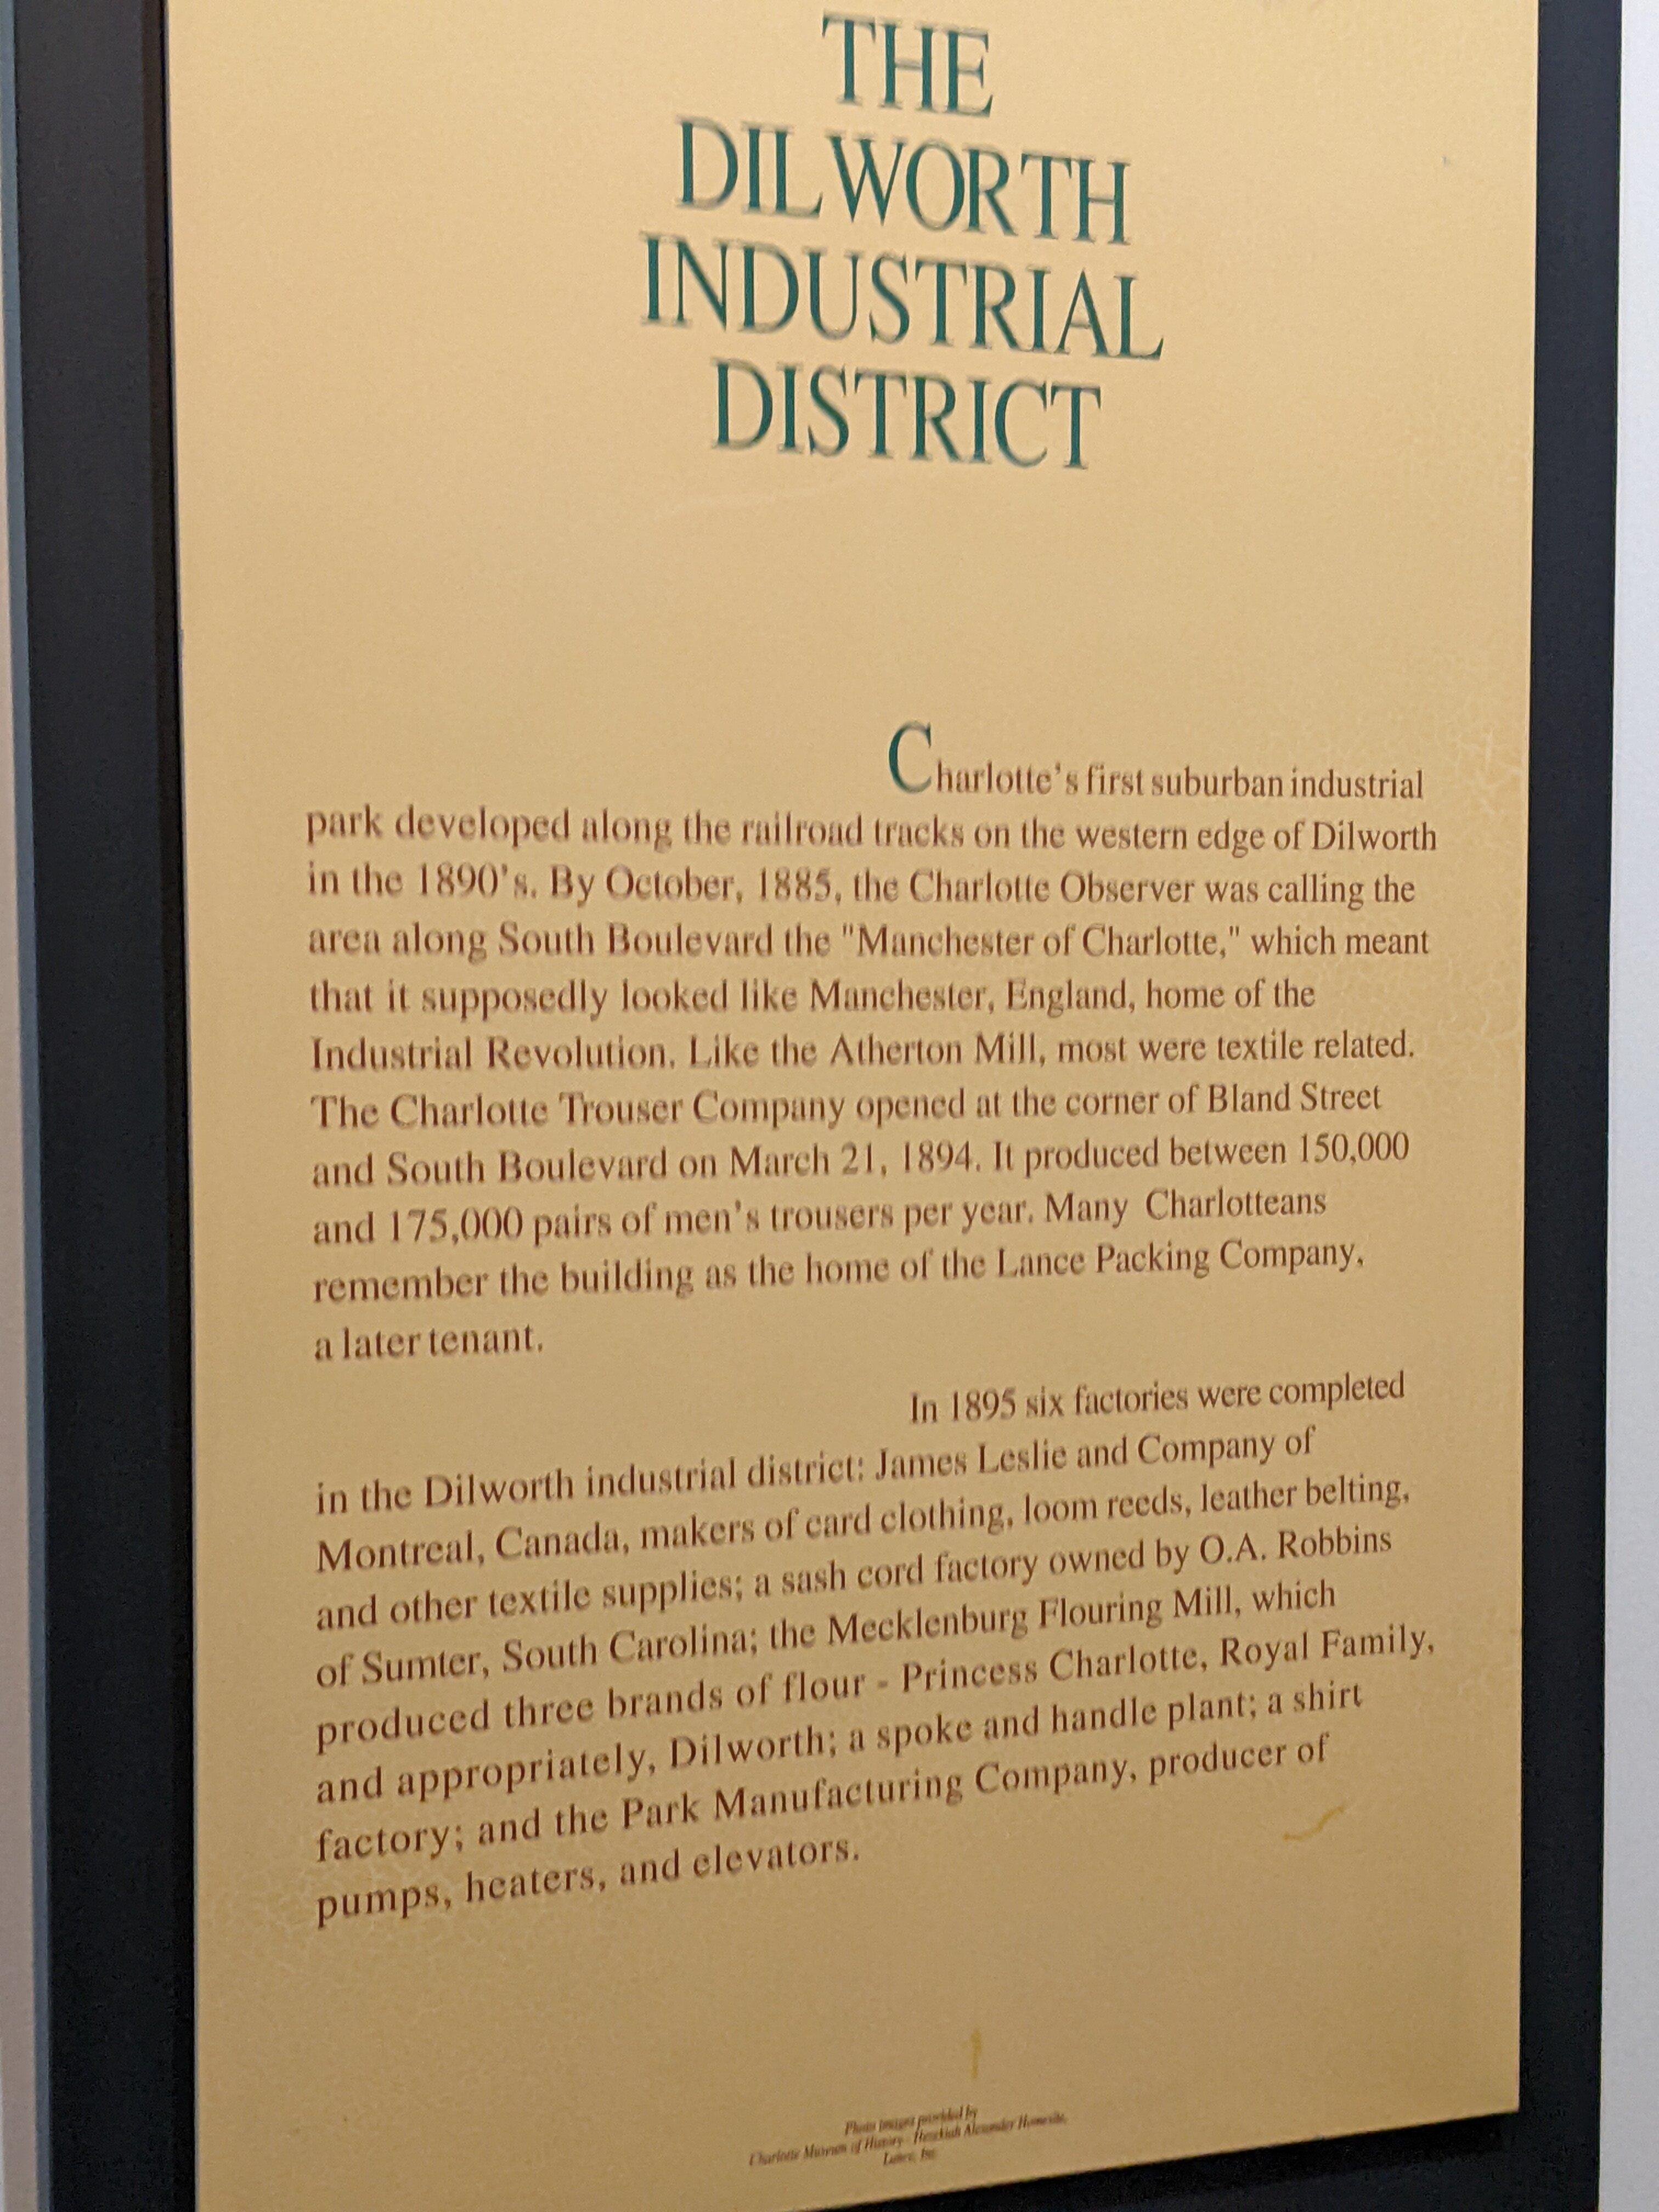 THE
DILWORTH
INDUSTRIAL
DISTRICT
Charlotte's first suburban industrial
park developed along the railroad tracks on the western edge of Dilworth
in the 1890's. By October, 1885, the Charlotte Observer was calling the
area along South Boulevard the "Manchester of Charlotte," which meant
that it supposedly looked like Manchester, England, home of the
Industrial Revolution. Like the Atherton Mill, most were textile related.
The Charlotte Trouser Company opened at the corner of Bland Street
and South Boulevard on March 21, 1894. It produced between 150,000
and 175,000 pairs of men's trousers per year. Many Charlotteans
remember the building as the home of the Lance Packing Company,
a later tenant.
In 1895 six factories were completed
in the Dilworth industrial district: James Leslie and Company of
Montreal, Canada, makers of card clothing, loom reeds, leather belting,
and other textile supplies; a sash cord factory owned by O.A. Robbins
of Sumter, South Carolina; the Mecklenburg Flouring Mill, which
produced three brands of flour - Princess Charlotte, Royal Family,
and appropriately, Dilworth; a spoke and handle plant; a shirt
factory; and the Park Manufacturing Company, producer of
pumps, heaters, and elevators.
Photo images provided by
Charlotte Museum of History - Hezekiah Alexander Homesite,
Lance, Inc.